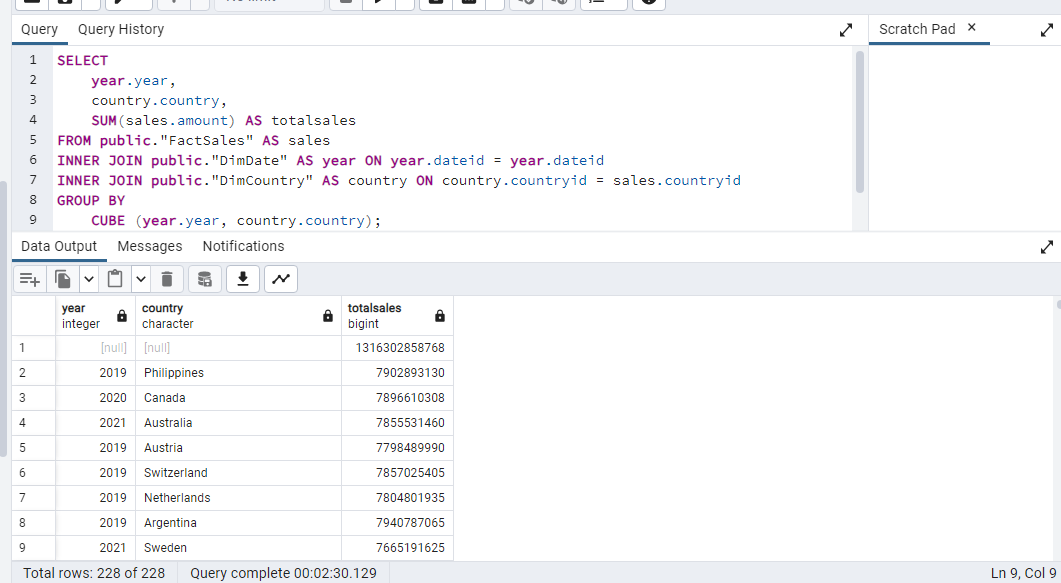 Query Query History Scratch Pad ×
1 SELECT
2 year.year,
3 country.country,
4 SUM(sales.amount) AS totalsales
5 FROM public."FactSales" AS sales
6 INNER JOIN public."DimDate" AS year ON year.dateid = year.dateid
7 INNER JOIN public."DimCountry" AS country ON country.countryid = sales.countryid
8 GROUP BY
9 CUBE (year.year, country.country);
Data Output Messages Notifications
year country totalsales
integer character bigint
1 [null] [null] 1316302858768
2 2019 Philippines 7902893130
3 2020 Canada 7896610308
4 2021 Australia 7855531460
5 2019 Austria 7798489990
6 2019 Switzerland 7857025405
7 2019 Netherlands 7804801935
8 2019 Argentina 7940787065
9 2021 Sweden 7665191625
Total rows: 228 of 228 Query complete 00:02:30.129 Ln 9, Col 9